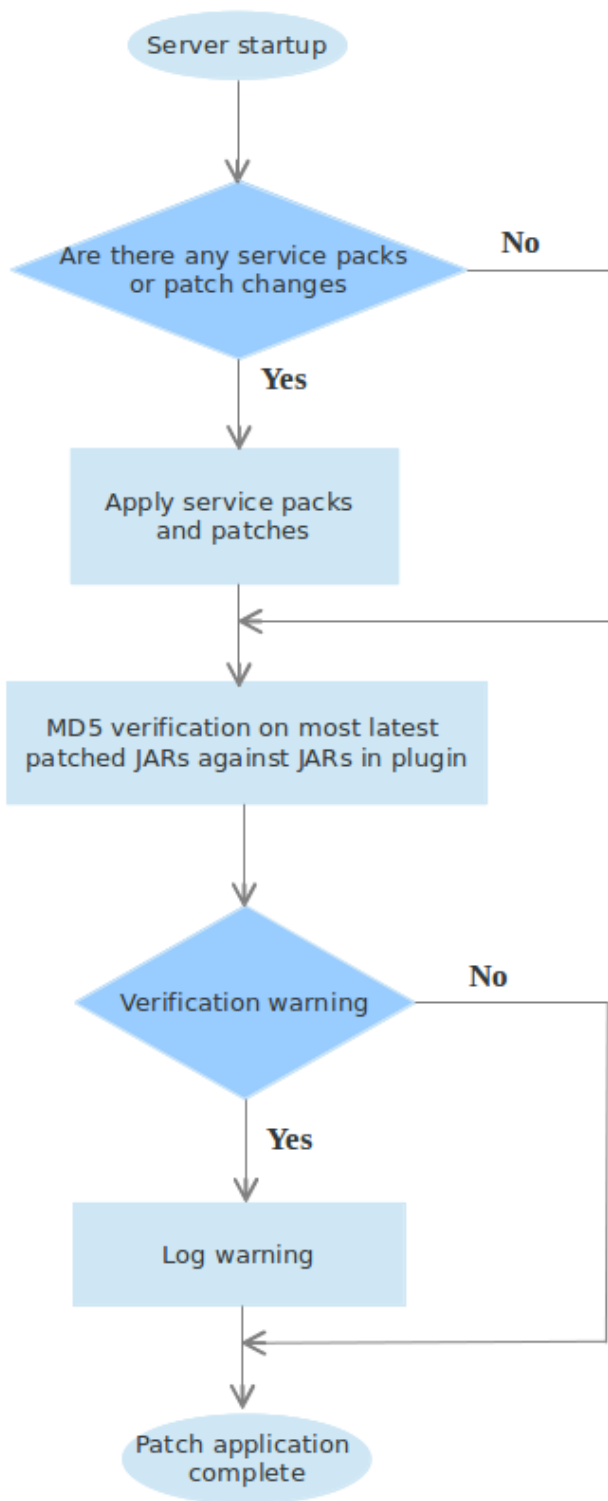 Server startup
Are there any service packs
or patch changes
No
Yes
Apply service packs
and patches
MD5 verification on most latest
patched JARs against JARs in plugin
Verification warning
No
Yes
Log warning
Patch application
complete